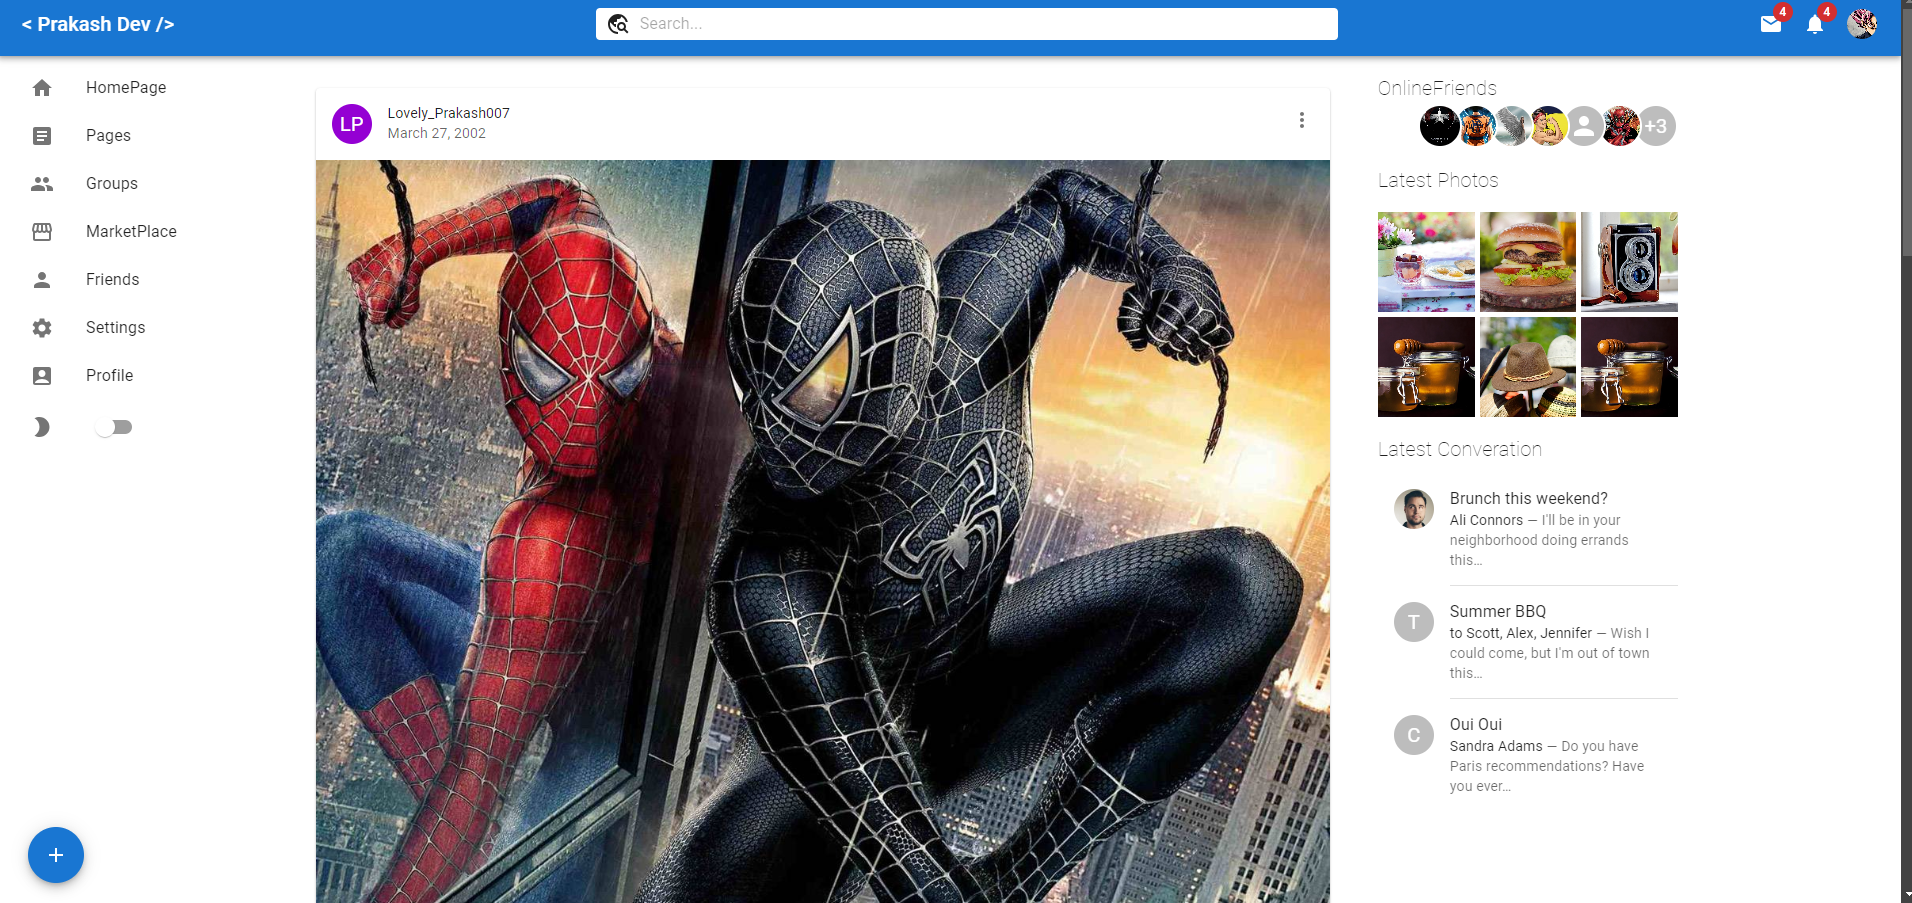 < Prakash Dev />
Search...
4
4
HomePage
Pages
Groups
MarketPlace
Friends
Settings
Profile
LP
Lovely_Prakash007
March 27, 2002
OnlineFriends
+3
Latest Photos
Latest Converation
Brunch this weekend?
Ali Connors — I'll be in your
neighborhood doing errands
this…
T
Summer BBQ
to Scott, Alex, Jennifer — Wish I
could come, but I'm out of town
this…
C
Oui Oui
Sandra Adams — Do you have
Paris recommendations? Have
you ever…